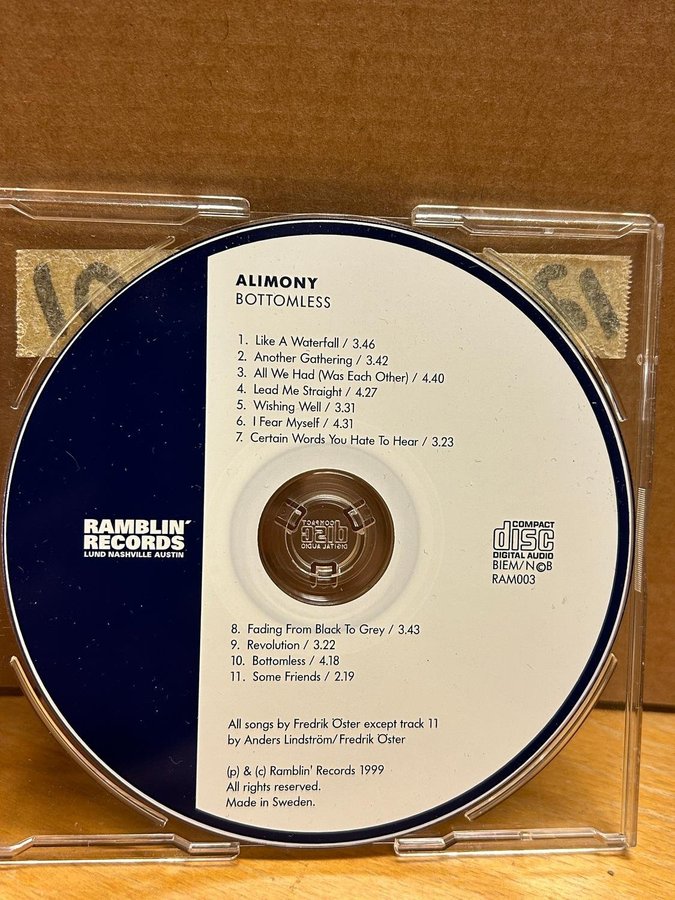 ALIMONY
BOTTOMLESS
1. Like A Waterfall / 3.46
2. Another Gathering / 3.42
3. All We Had (Was Each Other) / 4.40
4. Lead Me Straight / 4.27
5. Wishing Well / 3.31
6. I Fear Myself / 4.31
7. Certain Words You Hate To Hear / 3.23
RAMBLIN´
RECORDS
LUND NASHVILLE AUSTIN
COMPACT
disc
DIGITAL AUDIO
COMPACT
disc
DIGITAL AUDIO
BIEM/N©B
RAM003
8. Fading From Black To Grey / 3.43
9. Revolution / 3.22
10. Bottomless / 4.18
11. Some Friends / 2.19
All songs by Fredrik Öster except track 11
by Anders Lindström/Fredrik Öster
(p) & (c) Ramblin' Records 1999
All rights reserved.
Made in Sweden.